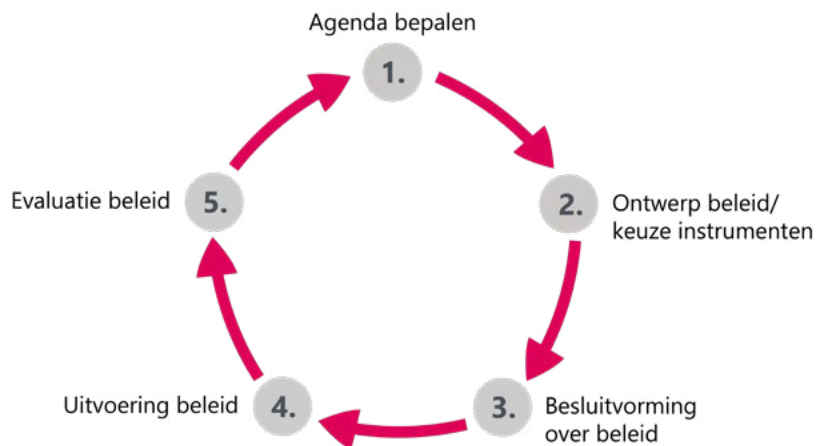 Agenda bepalen
1.
2.
Ontwerp beleid/
keuze instrumenten
3.
Besluitvorming
over beleid
4.
Uitvoering beleid
5.
Evaluatie beleid